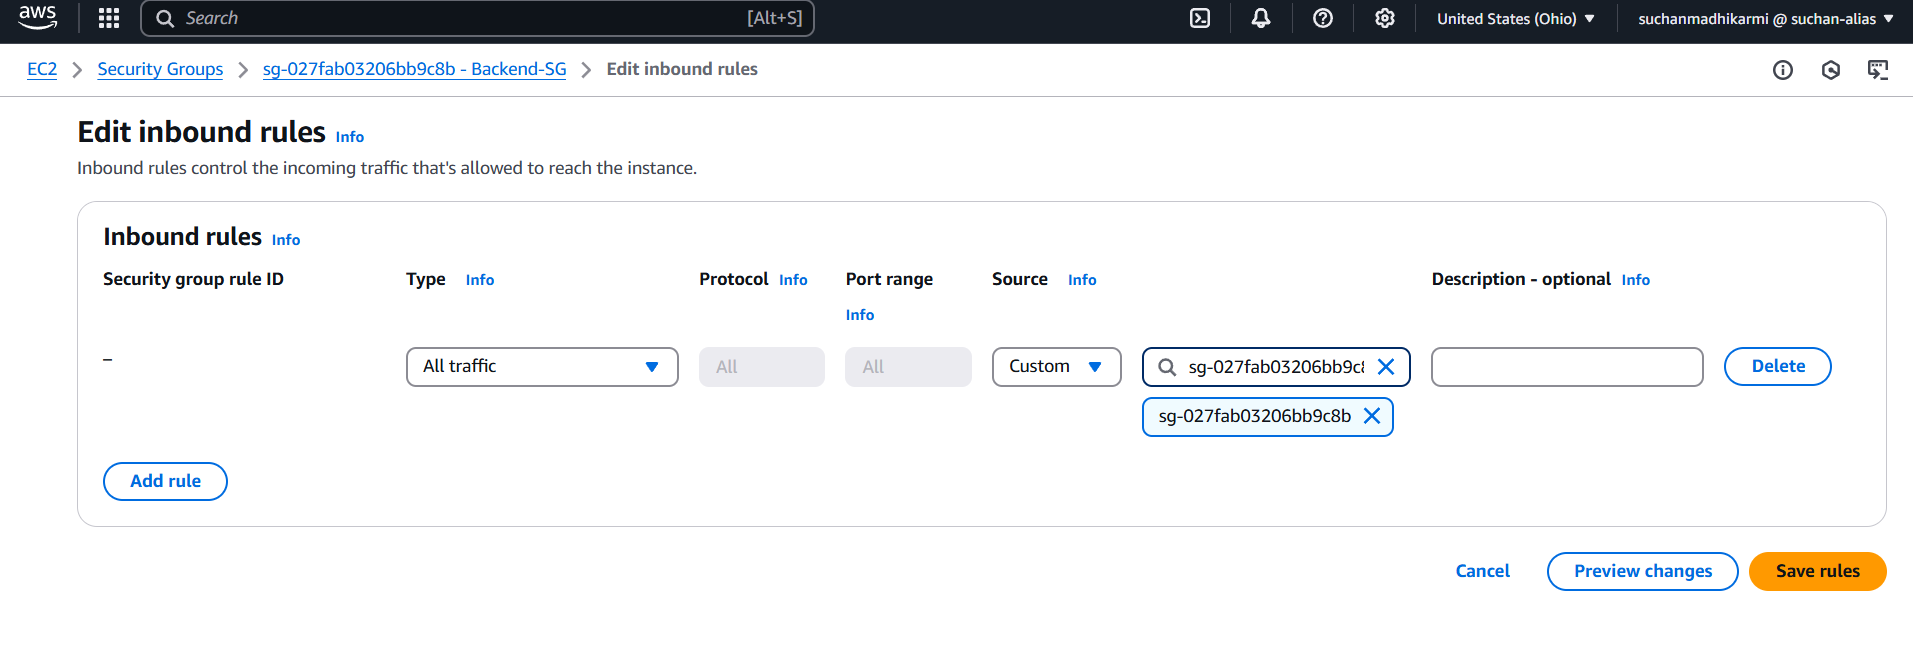 aws Search [Alt+S] United States (Ohio) suchanmadhikarmi @ suchan-alias
EC2 Security Groups sg-027fab03206bb9c8b - Backend-SG Edit inbound rules
Edit inbound rules Info
Inbound rules control the incoming traffic that's allowed to reach the instance.
Inbound rules Info
Security group rule ID Type Info Protocol Info Port range Source Info Description - optional Info
Info
– All traffic All All Custom sg-027fab03206bb9c8 Delete
sg-027fab03206bb9c8b
Add rule
Cancel Preview changes Save rules